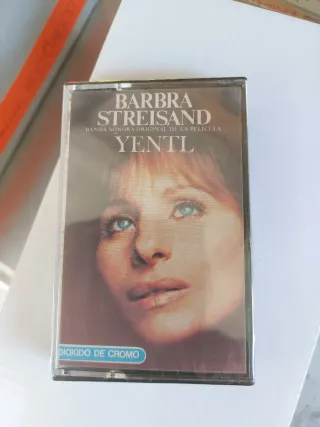 BARBRA
STREISAND
BANDA SONORA ORIGINAL DE LA PELICULA
YENTL
DIOXIDO DE CROMO